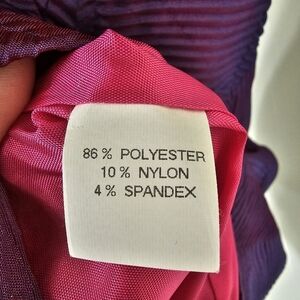 86 % POLYESTER
10 % NYLON
4 % SPANDEX